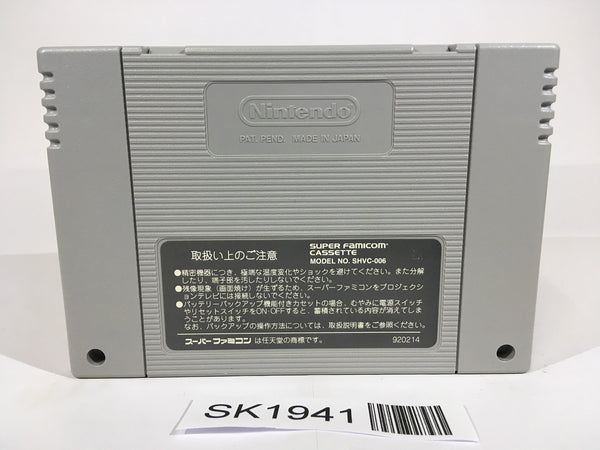 Nintendo
PAT. PEND. MADE IN JAPAN
取扱い上のご注意
SUPER FAMICOM
CASSETTE
MODEL NO. SHVC-006
●精密機器につき、極端な温度変化やショックを避けてください。また分解
したり、端子部を汚したりしないでください。
●残像現象（画面焼け）が生ずるため、スーパーファミコンをプロジェクシ
ョンテレビには接続しないでください。
●バッテリーバックアップ機能付きカセットの場合、むやみに電源スイッチ
やリセットスイッチをON・OFFすると、蓄積されている内容が消えてしま
うことがあります。
なお、バックアップの操作方法については、取扱説明書をご参照ください。
スーパーファミコン は任天堂の商標です。 920214
SK1941